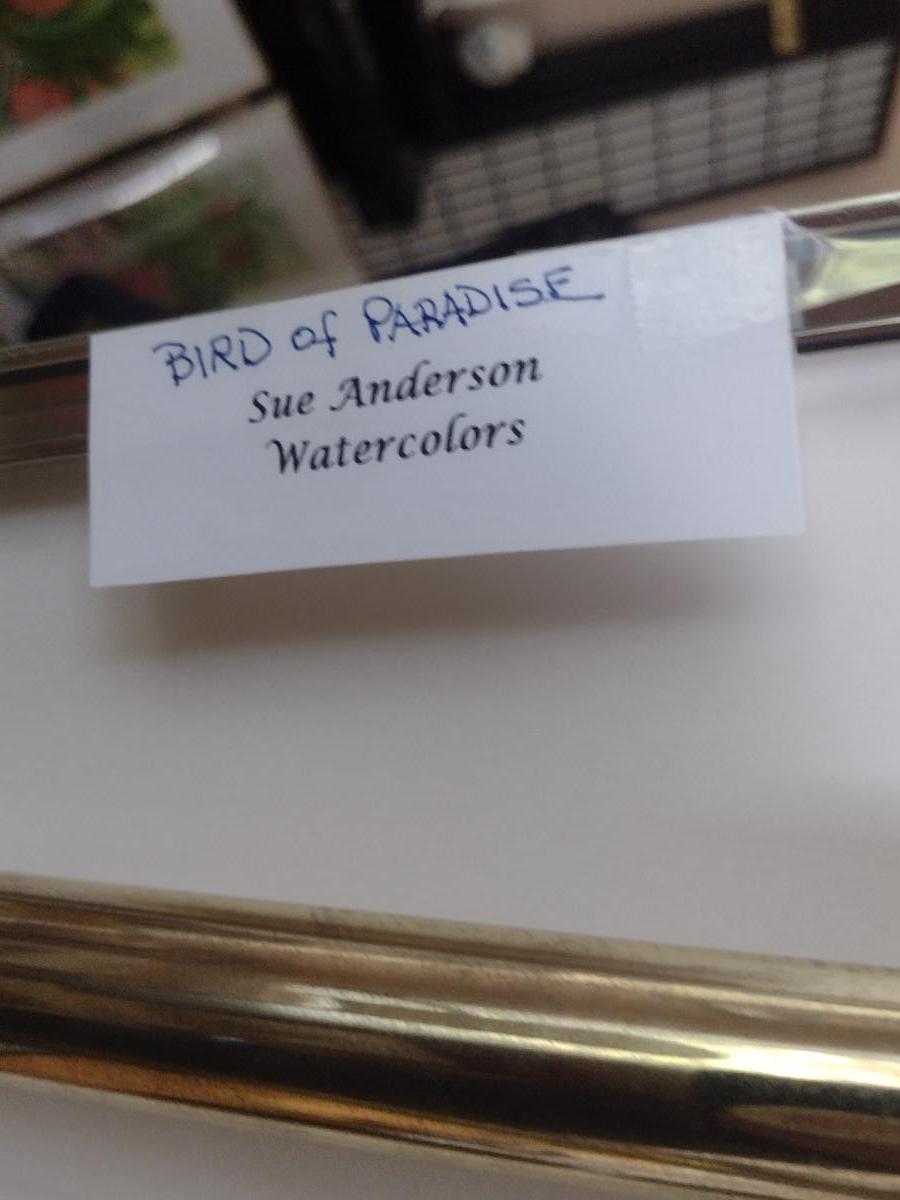 BIRD of PARADISE
Sue Anderson
Watercolors